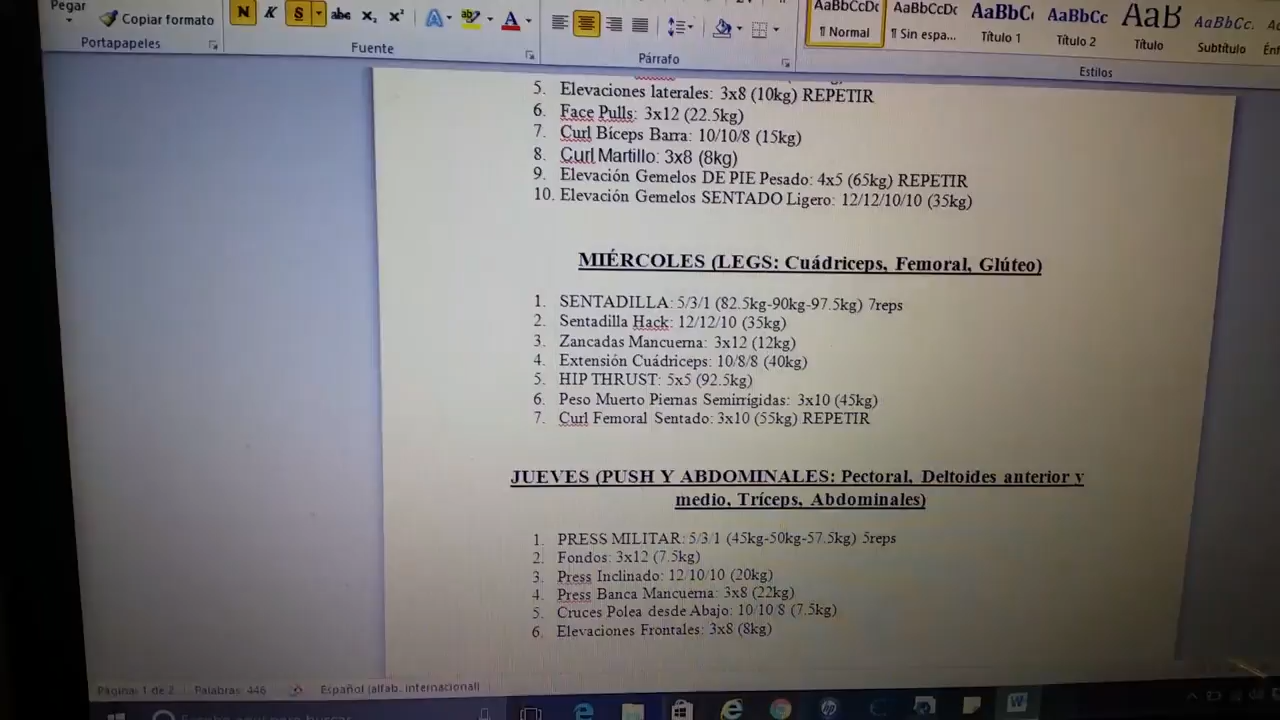 Pegar
Copiar formato
Portapapeles
N K S abc x₂ x² A ab A
Fuente
Párrafo
AaBbCcDc AaBbCcDc AaBbC AaBbCc AaB AaBbCc.
¶ Normal ¶ Sin espa... Título 1 Título 2 Título Subtítulo
Estilos
5. Elevaciones laterales: 3x8 (10kg) REPETIR
6. Face Pulls: 3x12 (22.5kg)
7. Curl Bíceps Barra: 10/10/8 (15kg)
8. Curl Martillo: 3x8 (8kg)
9. Elevación Gemelos DE PIE Pesado: 4x5 (65kg) REPETIR
10. Elevación Gemelos SENTADO Ligero: 12/12/10/10 (35kg)
MIÉRCOLES (LEGS: Cuádriceps, Femoral, Glúteo)
1. SENTADILLA: 5/3/1 (82.5kg-90kg-97.5kg) 7reps
2. Sentadilla Hack: 12/12/10 (35kg)
3. Zancadas Mancuerna: 3x12 (12kg)
4. Extensión Cuádriceps: 10/8/8 (40kg)
5. HIP THRUST: 5x5 (92.5kg)
6. Peso Muerto Piernas Semirrígidas: 3x10 (45kg)
7. Curl Femoral Sentado: 3x10 (55kg) REPETIR
JUEVES (PUSH Y ABDOMINALES: Pectoral, Deltoides anterior y
medio, Tríceps, Abdominales)
1. PRESS MILITAR: 5/3/1 (45kg-50kg-57.5kg) 5reps
2. Fondos: 3x12 (7.5kg)
3. Press Inclinado: 12/10/10 (20kg)
4. Press Banca Mancuerna: 3x8 (22kg)
5. Cruces Polea desde Abajo: 10/10/8 (7.5kg)
6. Elevaciones Frontales: 3x8 (8kg)
Página: 1 de 2 Palabras: 446 Español (alfab. internacional)